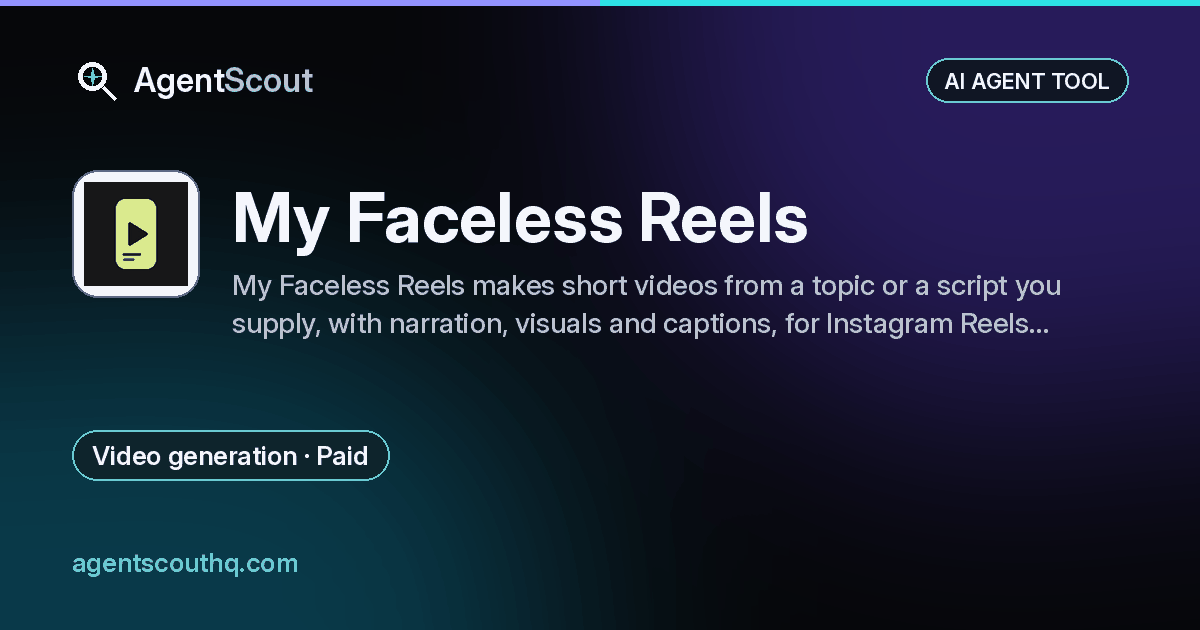 AgentScout
AI AGENT TOOL
My Faceless Reels
My Faceless Reels makes short videos from a topic or a script you
supply, with narration, visuals and captions, for Instagram Reels...
Video generation · Paid
agentscouthq.com